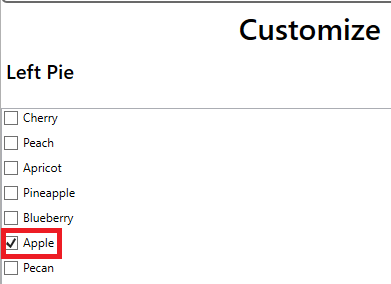 Customize
Left Pie
Cherry
Peach
Apricot
Pineapple
Blueberry
Apple
Pecan